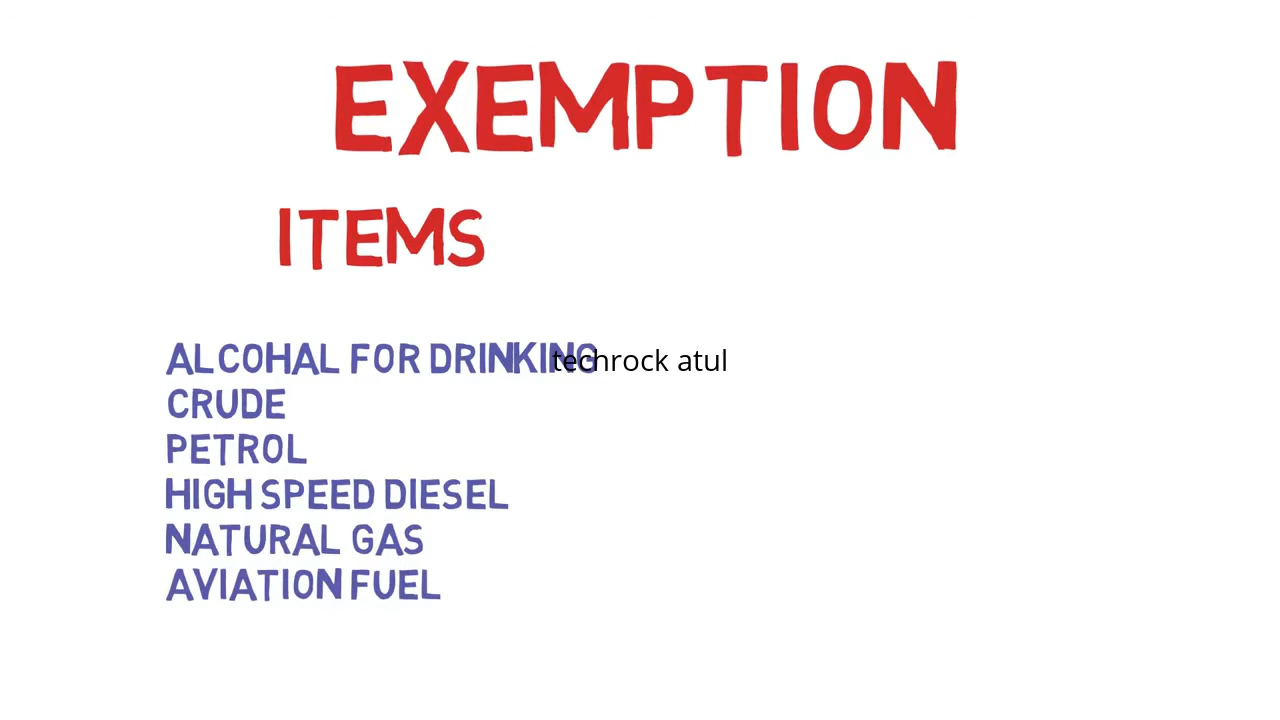 EXEMPTION
ITEMS
ALCOHAL FOR DRINKING
techrock atul
CRUDE
PETROL
HIGH SPEED DIESEL
NATURAL GAS
AVIATION FUEL